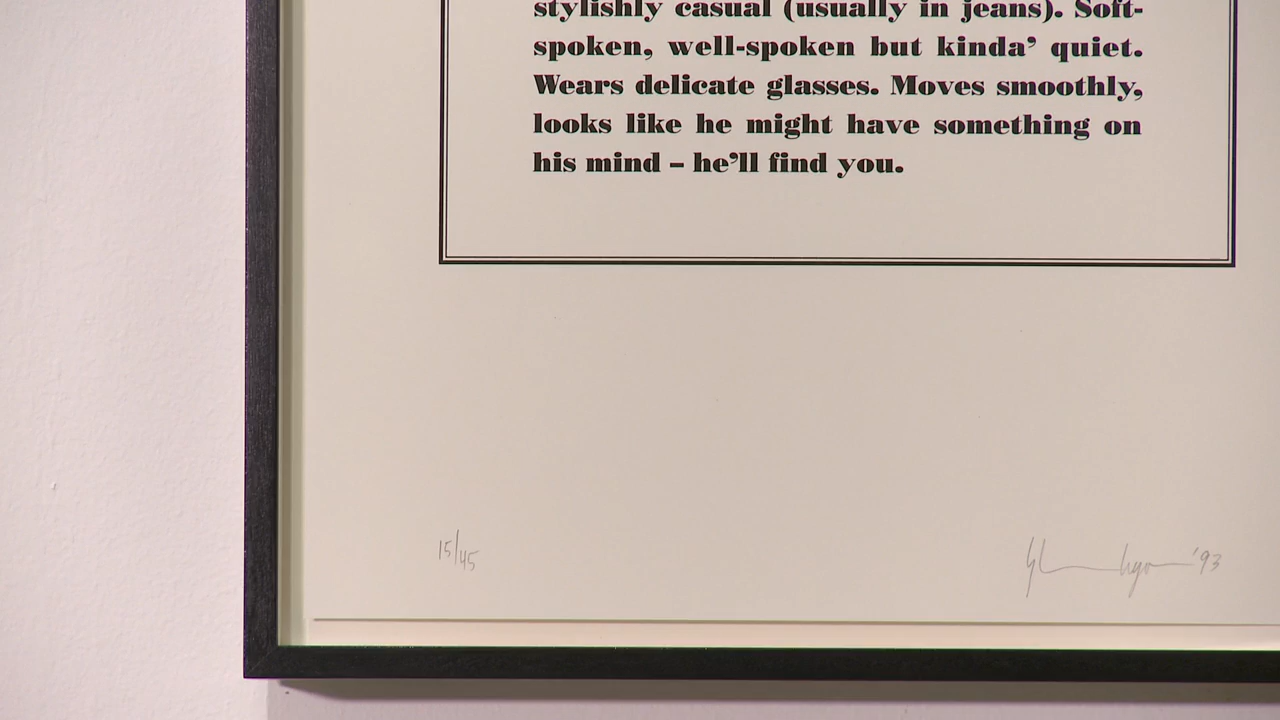 stylishly casual (usually in jeans). Soft-
spoken, well-spoken but kinda’ quiet.
Wears delicate glasses. Moves smoothly,
looks like he might have something on
his mind – he’ll find you.
15/45
'93